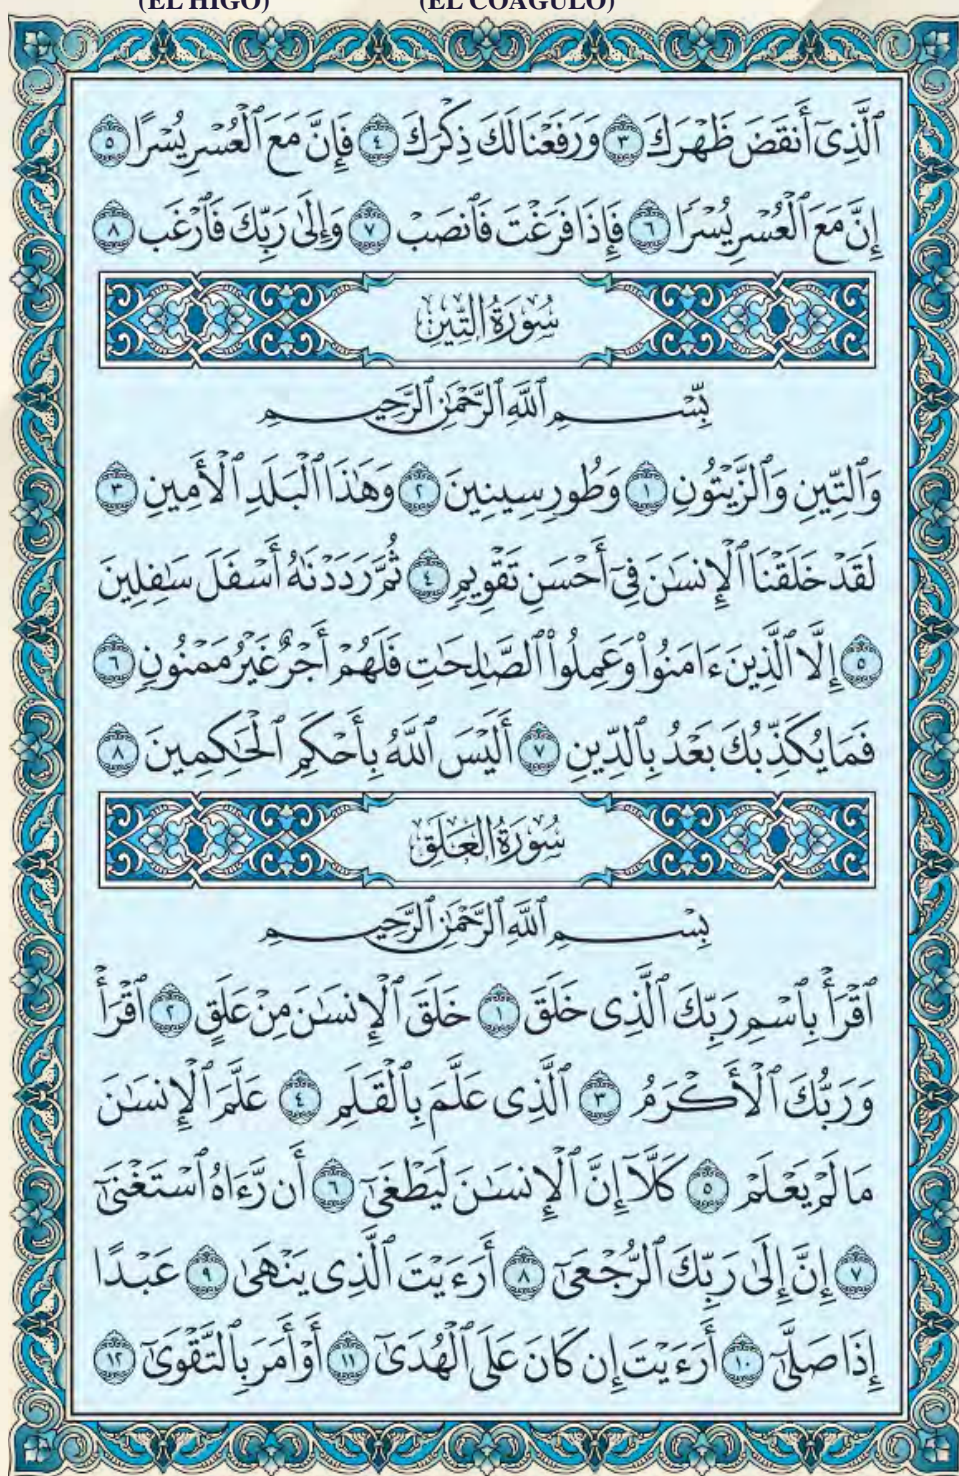 (EL HIGO) (EL COÁGULO)
ٱلَّذِىٓ أَنقَضَ ظَهْرَكَ ٣ وَرَفَعْنَا لَكَ ذِكْرَكَ ٤ فَإِنَّ مَعَ ٱلْعُسْرِ يُسْرًا ٥
إِنَّ مَعَ ٱلْعُسْرِ يُسْرًا ٦ فَإِذَا فَرَغْتَ فَٱنصَبْ ٧ وَإِلَىٰ رَبِّكَ فَٱرْغَب ٨
سُورَةُ التِّينِ
بِّسْمِ ٱللَّهِ ٱلرَّحْمَٰنِ ٱلرَّحِيمِ
وَٱلتِّينِ وَٱلزَّيْتُونِ ١ وَطُورِ سِينِينَ ٢ وَهَٰذَا ٱلْبَلَدِ ٱلْأَمِينِ ٣
لَقَدْ خَلَقْنَا ٱلْإِنسَٰنَ فِىٓ أَحْسَنِ تَقْوِيمٍ ٤ ثُمَّ رَدَدْنَٰهُ أَسْفَلَ سَٰفِلِينَ
٥ إِلَّا ٱلَّذِينَ ءَامَنُوا۟ وَعَمِلُوا۟ ٱلصَّٰلِحَٰتِ فَلَهُمْ أَجْرٌ غَيْرُ مَمْنُونٍ ٦
فَمَا يُكَذِّبُكَ بَعْدُ بِٱلدِّينِ ٧ أَلَيْسَ ٱللَّهُ بِأَحْكَمِ ٱلْحَٰكِمِينَ ٨
سُورَةُ العَلَقِ
بِسْمِ ٱللَّهِ ٱلرَّحْمَٰنِ ٱلرَّحِيمِ
ٱقْرَأْ بِٱسْمِ رَبِّكَ ٱلَّذِى خَلَقَ ١ خَلَقَ ٱلْإِنسَٰنَ مِنْ عَلَقٍ ٢ ٱقْرَأْ
وَرَبُّكَ ٱلْأَكْرَمُ ٣ ٱلَّذِى عَلَّمَ بِٱلْقَلَمِ ٤ عَلَّمَ ٱلْإِنسَٰنَ
مَا لَمْ يَعْلَمْ ٥ كَلَّآ إِنَّ ٱلْإِنسَٰنَ لَيَطْغَىٰٓ ٦ أَن رَّءَاهُ ٱسْتَغْنَىٰٓ
٧ إِنَّ إِلَىٰ رَبِّكَ ٱلرُّجْعَىٰٓ ٨ أَرَءَيْتَ ٱلَّذِى يَنْهَىٰ ٩ عَبْدًا
إِذَا صَلَّىٰٓ ١٠ أَرَءَيْتَ إِن كَانَ عَلَى ٱلْهُدَىٰٓ ١١ أَوْ أَمَرَ بِٱلتَّقْوَىٰٓ ١٢